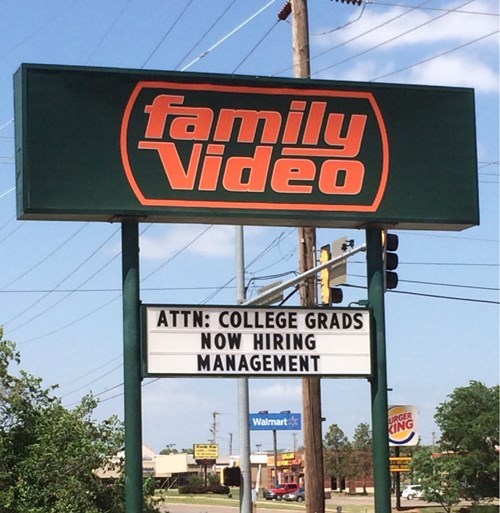 family
Video
ATTN: COLLEGE GRADS
NOW HIRING
MANAGEMENT
Walmart
BURGER
KING